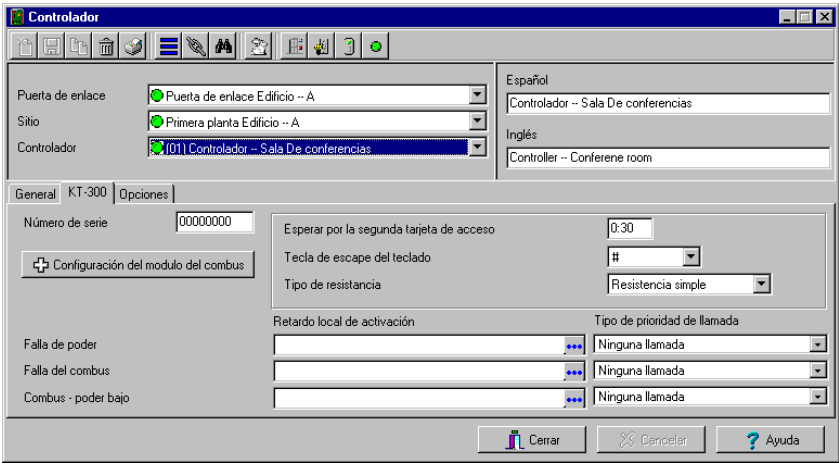 Controlador
Puerta de enlace
Puerta de enlace Edificio -- A
Sitio
Primera planta Edificio -- A
Controlador
(01) Controlador -- Sala De conferencias
Español
Controlador -- Sala De conferencias
Inglés
Controller -- Conferene room
General KT-300 Opciones
Número de serie 00000000
Configuración del modulo del combus
Esperar por la segunda tarjeta de acceso 0:30
Tecla de escape del teclado #
Tipo de resistancia Resistencia simple
Retardo local de activación Tipo de prioridad de llamada
Falla de poder Ninguna llamada
Falla del combus Ninguna llamada
Combus - poder bajo Ninguna llamada
Cerrar Cancelar Ayuda